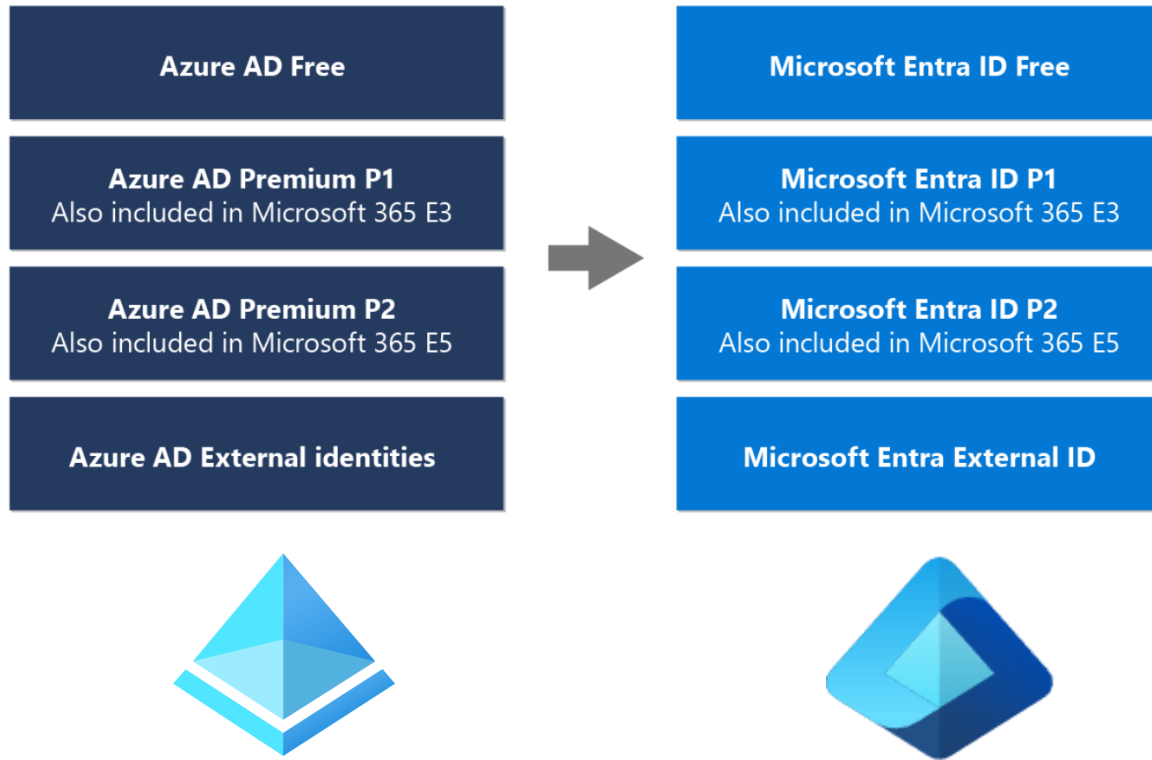 Azure AD Free
Azure AD Premium P1
Also included in Microsoft 365 E3
Azure AD Premium P2
Also included in Microsoft 365 E5
Azure AD External identities
Microsoft Entra ID Free
Microsoft Entra ID P1
Also included in Microsoft 365 E3
Microsoft Entra ID P2
Also included in Microsoft 365 E5
Microsoft Entra External ID